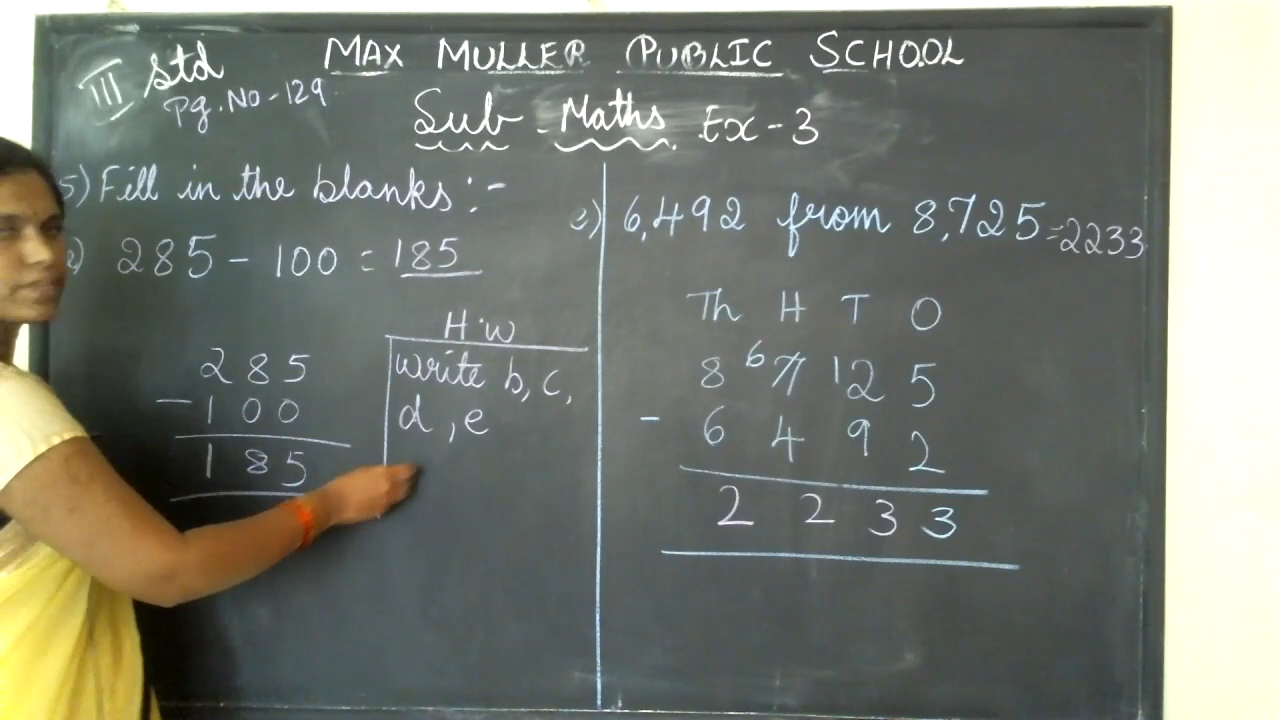 III Std
Pg. No-129
MAX MULLER PUBLIC SCHOOL
Sub - Maths. Ex-3
5) Fill in the blanks :-
285 - 100 = 185
285
- 100
185
H.W
write b, c,
d, e
e) 6,492 from 8,725 = 2233
Th H T O
8 6 7 12 5
- 6 4 9 2
2 2 3 3